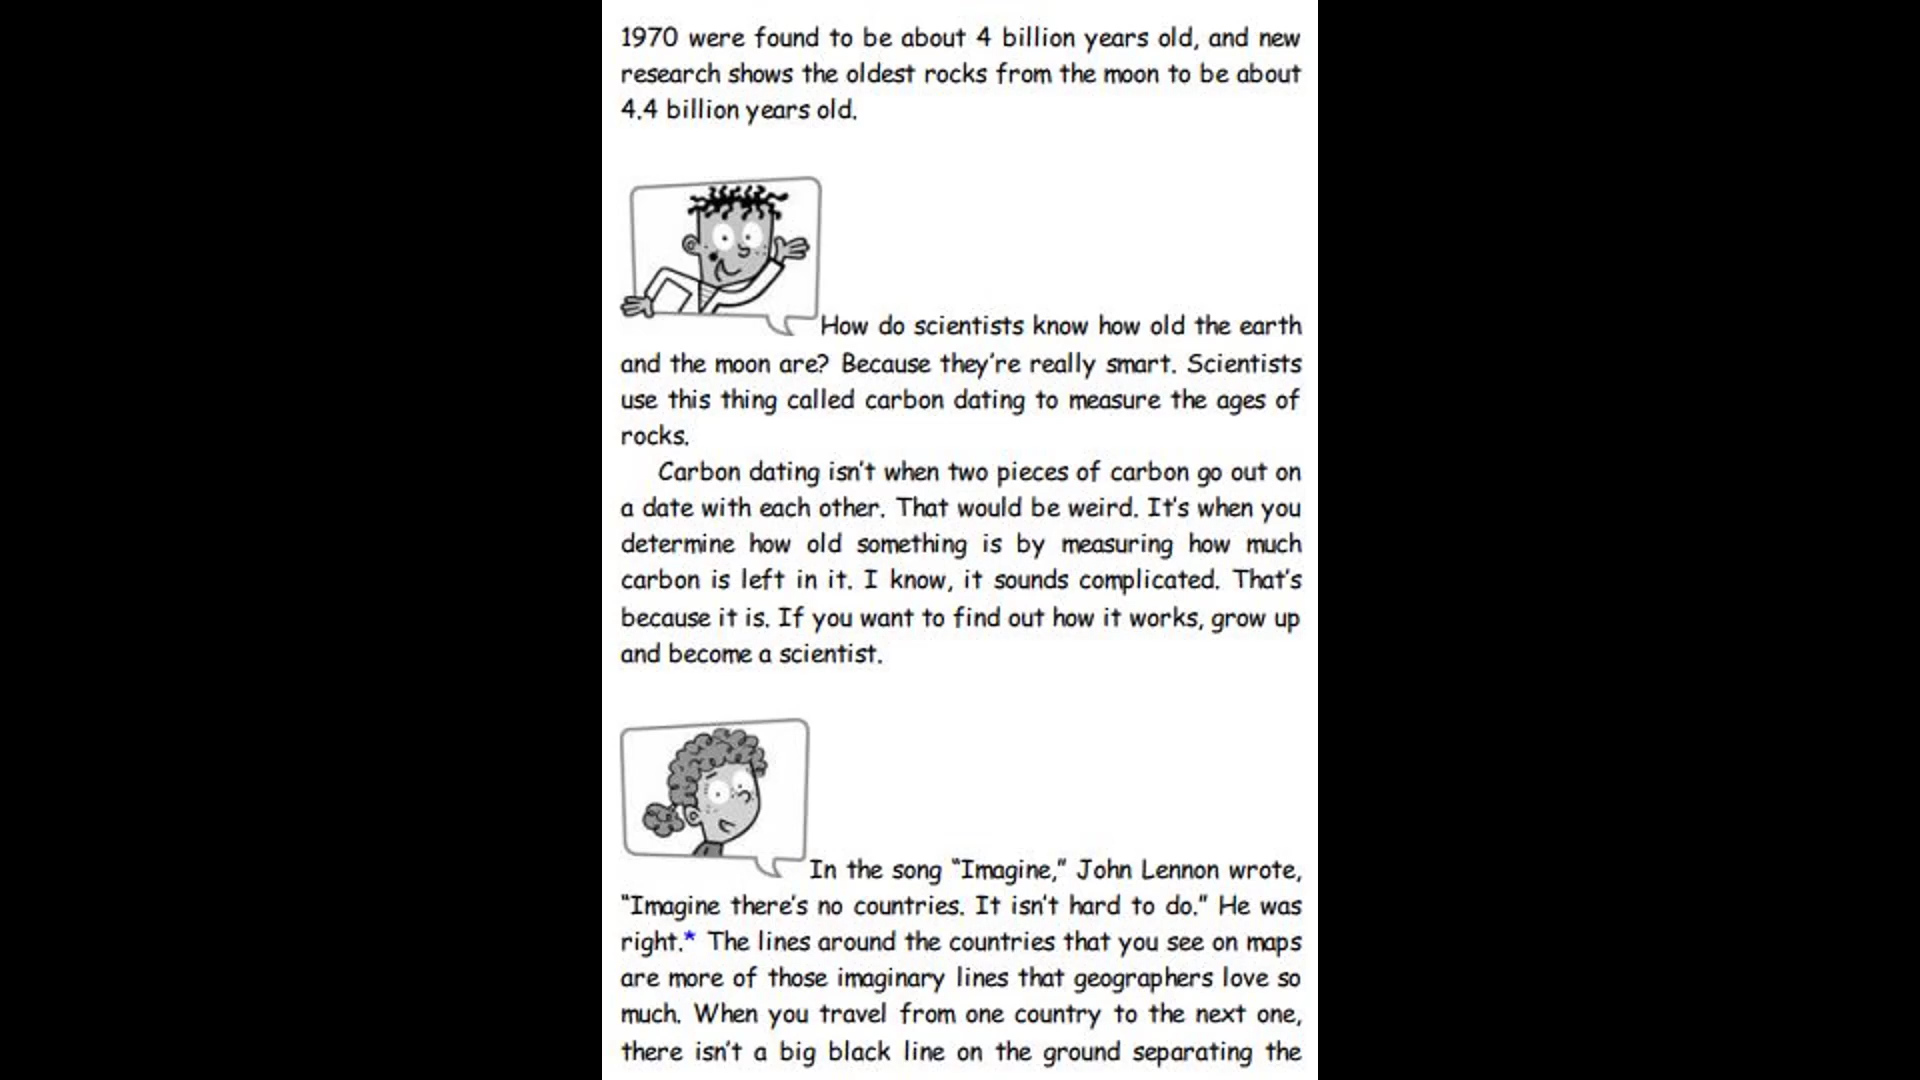 1970 were found to be about 4 billion years old, and new
research shows the oldest rocks from the moon to be about
4.4 billion years old.
How do scientists know how old the earth
and the moon are? Because they're really smart. Scientists
use this thing called carbon dating to measure the ages of
rocks.
Carbon dating isn't when two pieces of carbon go out on
a date with each other. That would be weird. It's when you
determine how old something is by measuring how much
carbon is left in it. I know, it sounds complicated. That's
because it is. If you want to find out how it works, grow up
and become a scientist.
In the song “Imagine,” John Lennon wrote,
“Imagine there's no countries. It isn't hard to do.” He was
right.* The lines around the countries that you see on maps
are more of those imaginary lines that geographers love so
much. When you travel from one country to the next one,
there isn't a big black line on the ground separating the